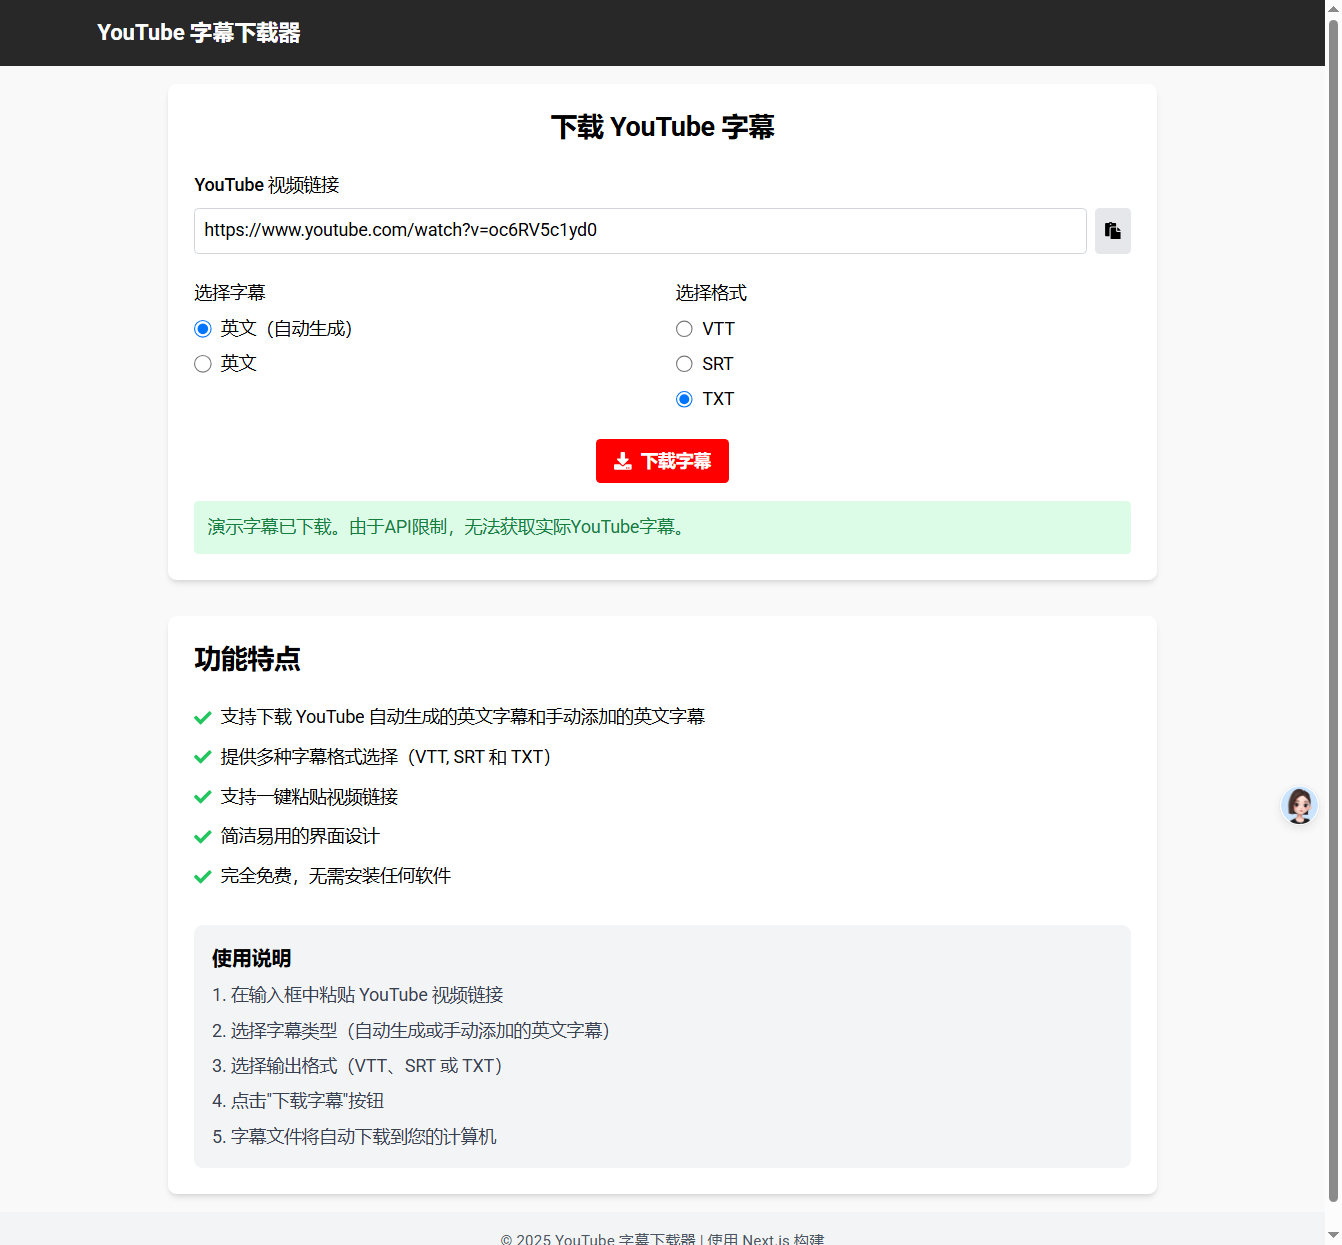 YouTube 字幕下载器
下载 YouTube 字幕
YouTube 视频链接
https://www.youtube.com/watch?v=oc6RV5c1yd0
选择字幕
英文（自动生成）
英文
选择格式
VTT
SRT
TXT
下载字幕
演示字幕已下载。由于API限制，无法获取实际YouTube字幕。
功能特点
支持下载 YouTube 自动生成的英文字幕和手动添加的英文字幕
提供多种字幕格式选择（VTT, SRT 和 TXT）
支持一键粘贴视频链接
简洁易用的界面设计
完全免费，无需安装任何软件
使用说明
1. 在输入框中粘贴 YouTube 视频链接
2. 选择字幕类型（自动生成或手动添加的英文字幕）
3. 选择输出格式（VTT、SRT 或 TXT）
4. 点击"下载字幕"按钮
5. 字幕文件将自动下载到您的计算机
© 2025 YouTube 字幕下载器 | 使用 Next.js 构建